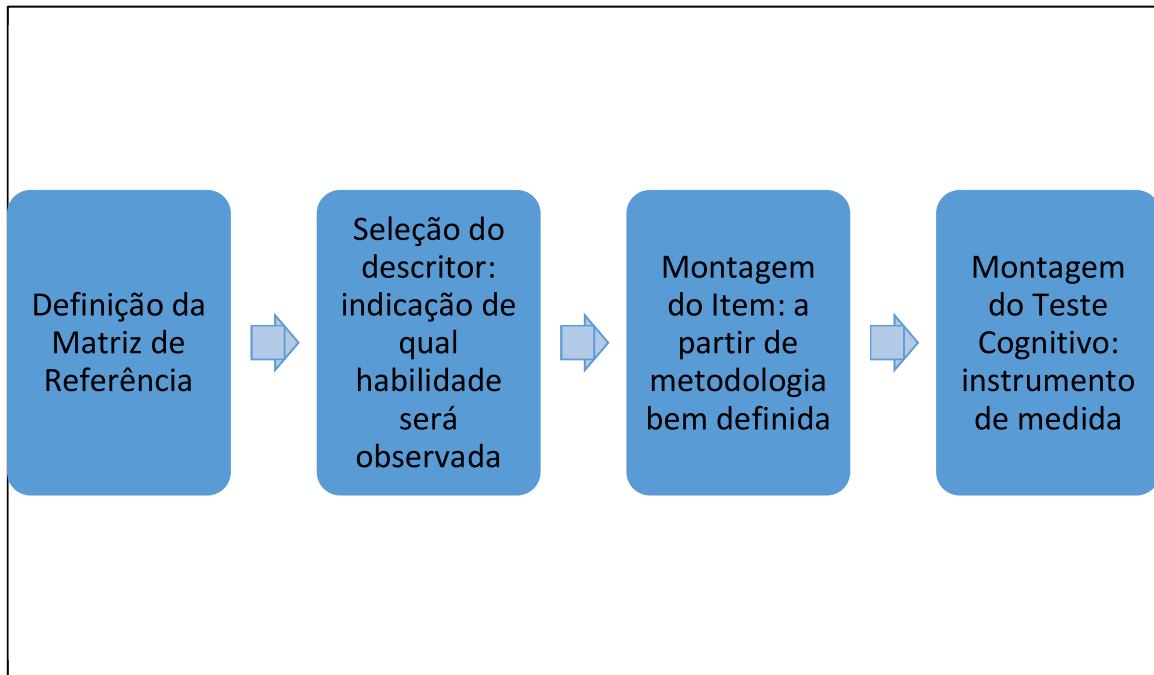 Definição da
Matriz de
Referência
Seleção do
descritor:
indicação de
qual
habilidade
será
observada
Montagem
do Item: a
partir de
metodologia
bem definida
Montagem
do Teste
Cognitivo:
instrumento
de medida